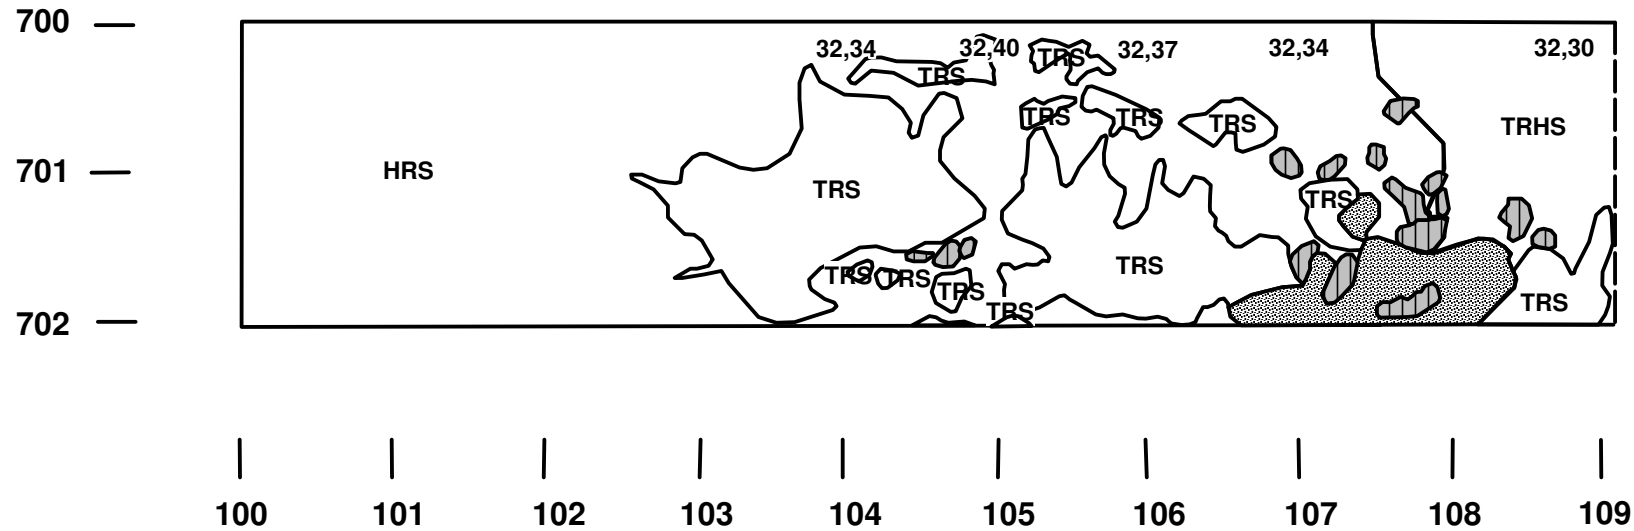 700
32,34 32,40 32,37 32,34 32,30
TRS
TRS
TRS TRS TRS TRHS
701 HRS
TRS TRS
TRS
TRS TRS
TRS TRS
TRS
702
100 101 102 103 104 105 106 107 108 109